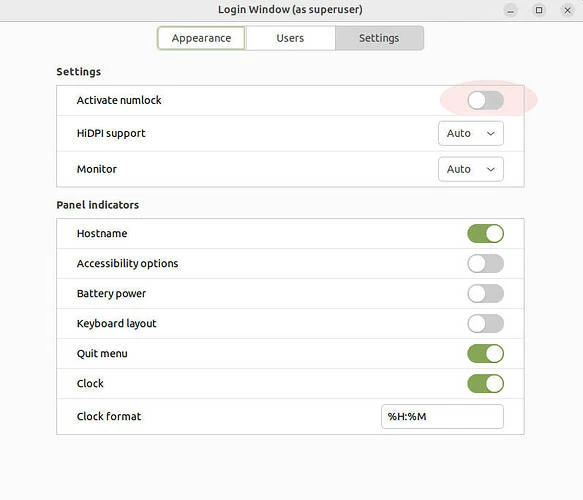 Login Window (as superuser)
Appearance Users Settings
Settings
Activate numlock
HiDPI support Auto
Monitor Auto
Panel indicators
Hostname
Accessibility options
Battery power
Keyboard layout
Quit menu
Clock
Clock format %H:%M